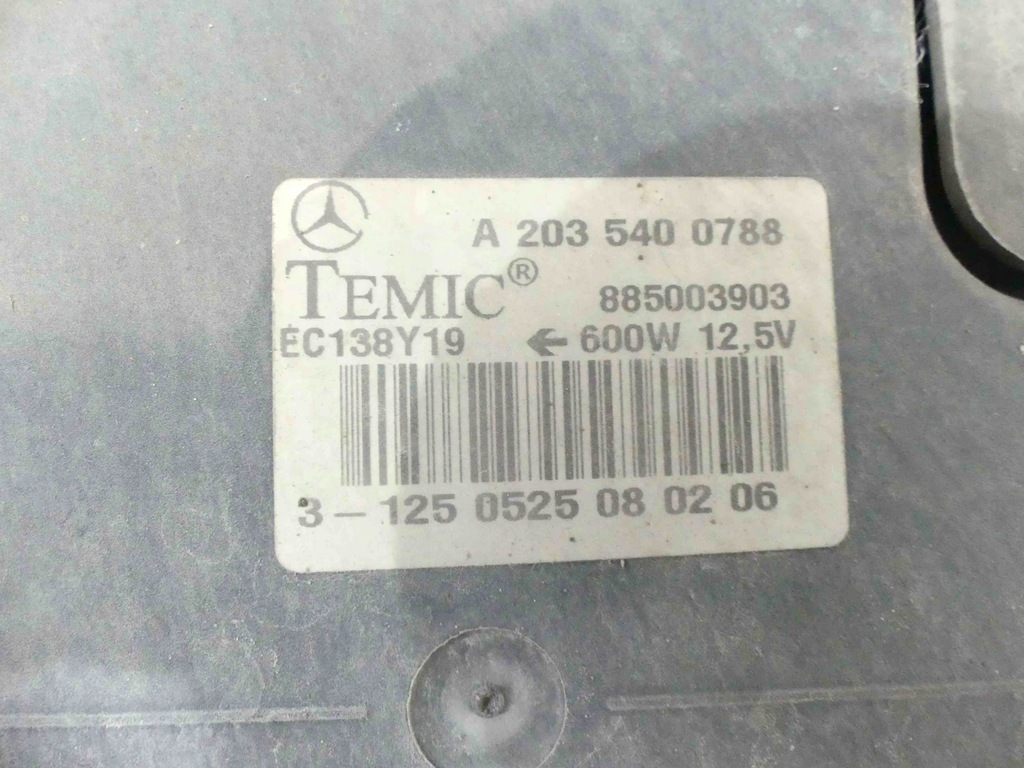 A 203 540 0788
TEMIC®
885003903
EC138Y19 ← 600W 12,5V
3 - 125 0525 08 02 06